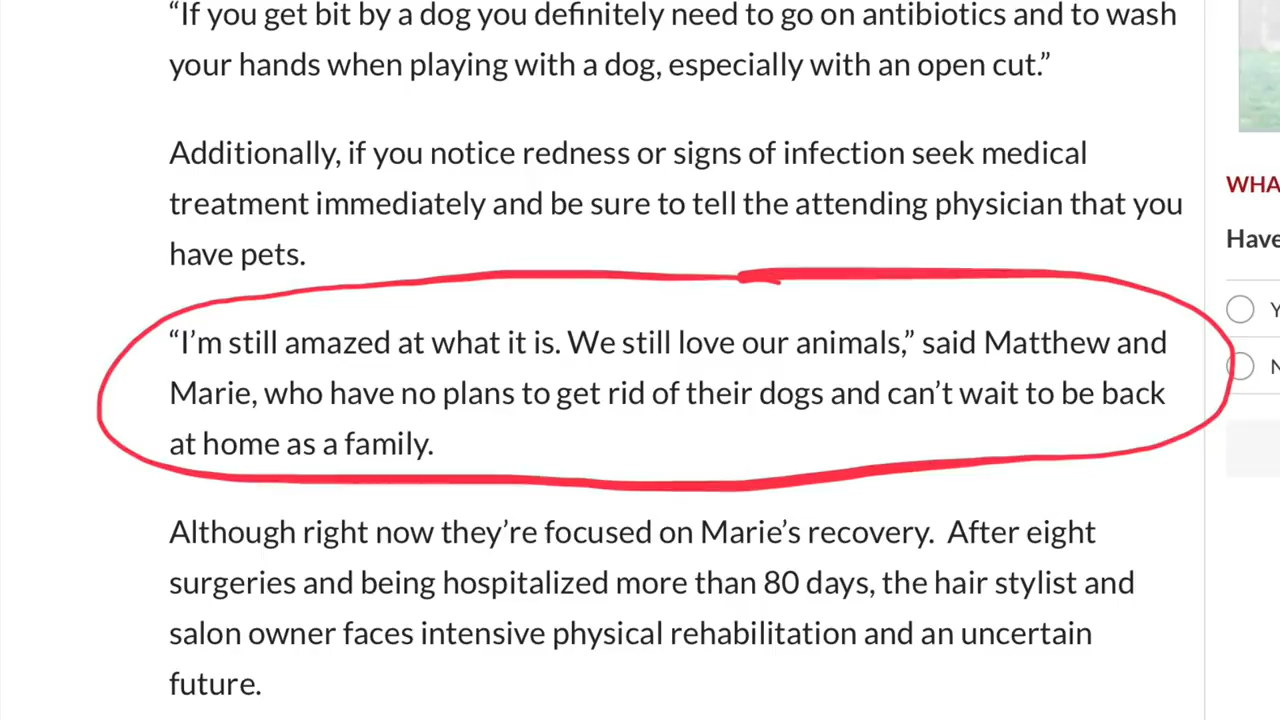 “If you get bit by a dog you definitely need to go on antibiotics and to wash
your hands when playing with a dog, especially with an open cut.”
Additionally, if you notice redness or signs of infection seek medical
treatment immediately and be sure to tell the attending physician that you
have pets.
“I’m still amazed at what it is. We still love our animals,” said Matthew and
Marie, who have no plans to get rid of their dogs and can’t wait to be back
at home as a family.
Although right now they’re focused on Marie’s recovery.  After eight
surgeries and being hospitalized more than 80 days, the hair stylist and
salon owner faces intensive physical rehabilitation and an uncertain
future.
WHA
Have
Y
N